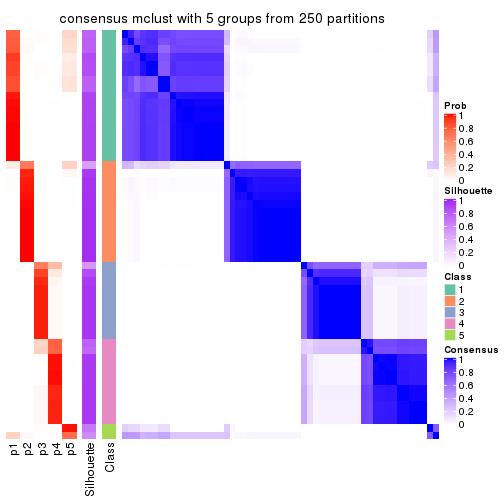 consensus mclust with 5 groups from 250 partitions
Prob
1
0.8
0.6
0.4
0.2
0
Silhouette
1
0.8
0.6
0.4
0.2
0
Class
1
2
3
4
5
Consensus
1
0.8
0.6
0.4
0.2
0
p1
p2
p3
p4
p5
Silhouette
Class